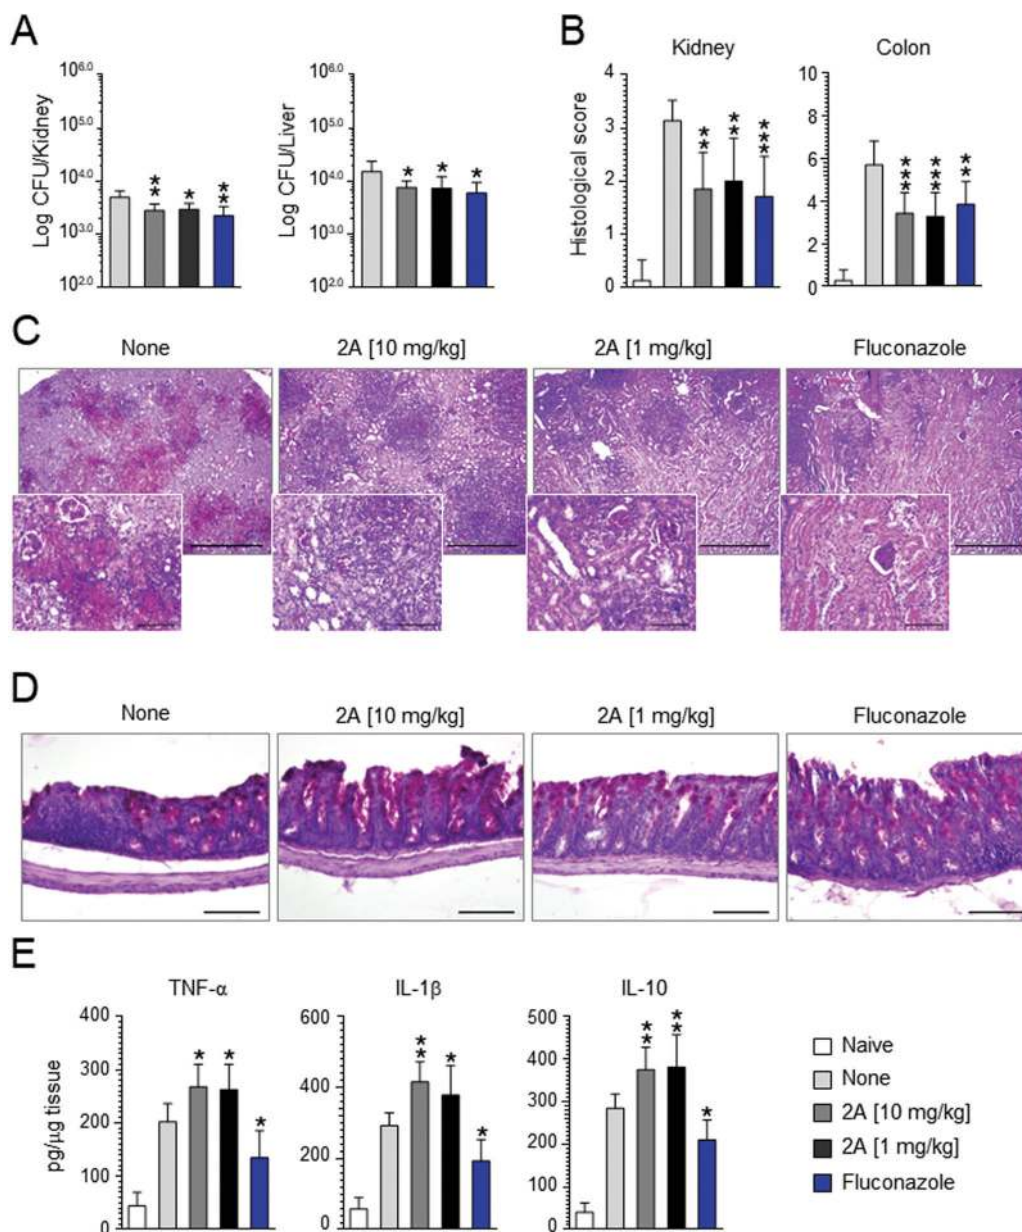 A
Log CFU/Kidney
10^6.0
10^5.0
10^4.0
10^3.0
10^2.0
** * **
Log CFU/Liver
10^6.0
10^5.0
10^4.0
10^3.0
10^2.0
* * *
B
Kidney
Histological score
4
3
2
1
0
** ** ***
Colon
10
8
6
4
2
0
*** *** **
C
None
2A [10 mg/kg]
2A [1 mg/kg]
Fluconazole
D
None
2A [10 mg/kg]
2A [1 mg/kg]
Fluconazole
E
TNF-α
pg/μg tissue
400
300
200
100
0
* * *
IL-1β
600
400
200
0
** * *
IL-10
500
400
300
200
100
0
** ** *
Naive
None
2A [10 mg/kg]
2A [1 mg/kg]
Fluconazole